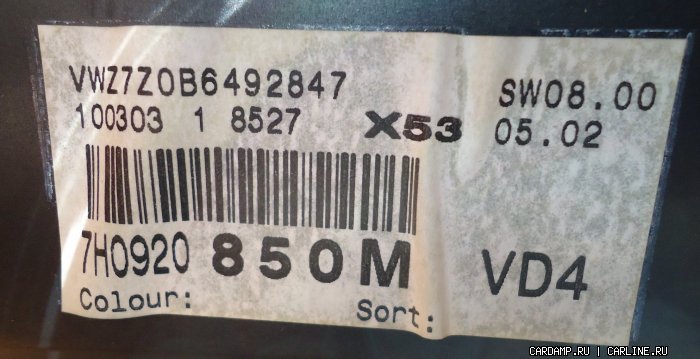 VWZ7Z0B6492847
SW08.00
100303 1 8527
X53
05.02
7H0920 850M
VD4
Colour:
Sort:
CARDAMP.RU | CARLINE.RU